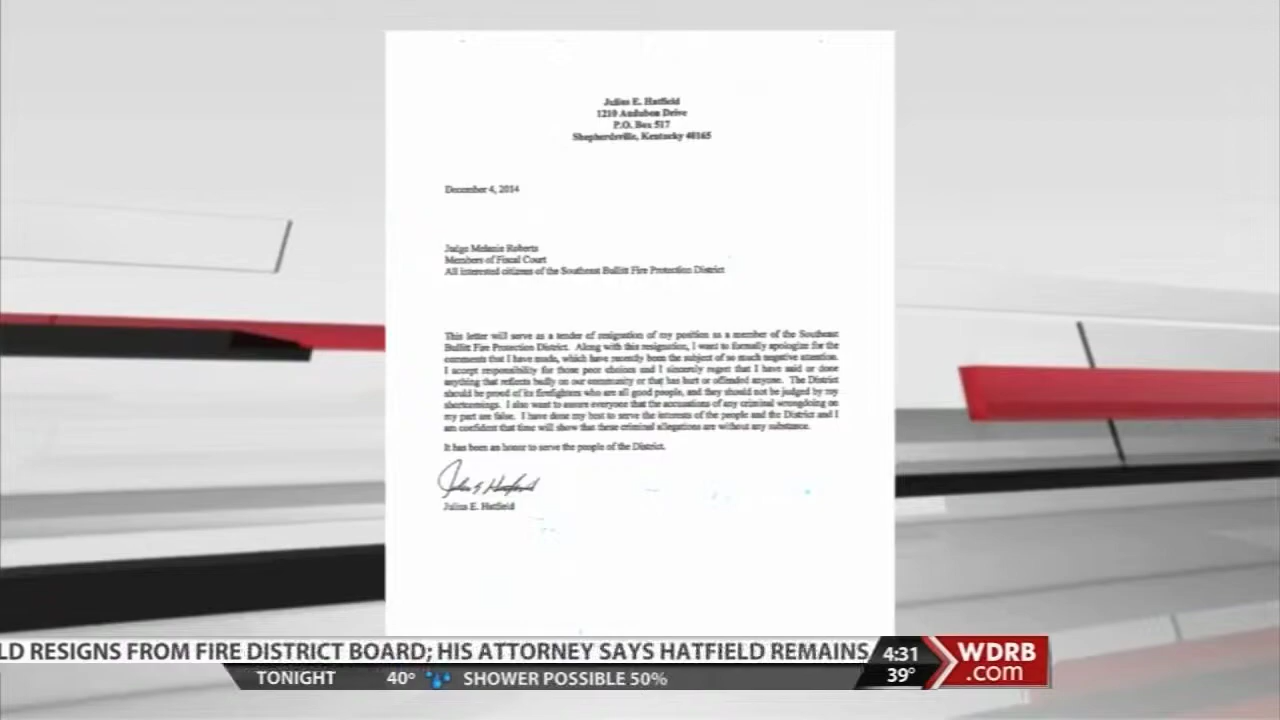 Julius E. Hatfield
1210 Audubon Drive
P.O. Box 517
Shepherdsville, Kentucky 40165
December 4, 2014
Judge Melanie Roberts
Members of Fiscal Court
All interested citizens of the Southeast Bullitt Fire Protection District
This letter will serve as a tender of resignation of my position as a member of the Southeast
Bullitt Fire Protection District. Along with this resignation, I want to formally apologize for the
comments that I have made, which have recently been the subject of so much negative attention.
I accept responsibility for those poor choices and I sincerely regret that I have said or done
anything that reflects badly on our community or that has hurt or offended anyone. The District
should be proud of its firefighters who are all good people, and they should not be judged by my
shortcomings. I also want to assure everyone that the accusations of any criminal wrongdoing on
my part are false. I have done my best to serve the interests of the people and the District and I
am confident that time will show that these criminal allegations are without any substance.
It has been an honor to serve the people of the District.
Julius E. Hatfield
LD RESIGNS FROM FIRE DISTRICT BOARD; HIS ATTORNEY SAYS HATFIELD REMAINS
4:31
39°
WDRB
.com
TONIGHT 40° SHOWER POSSIBLE 50%